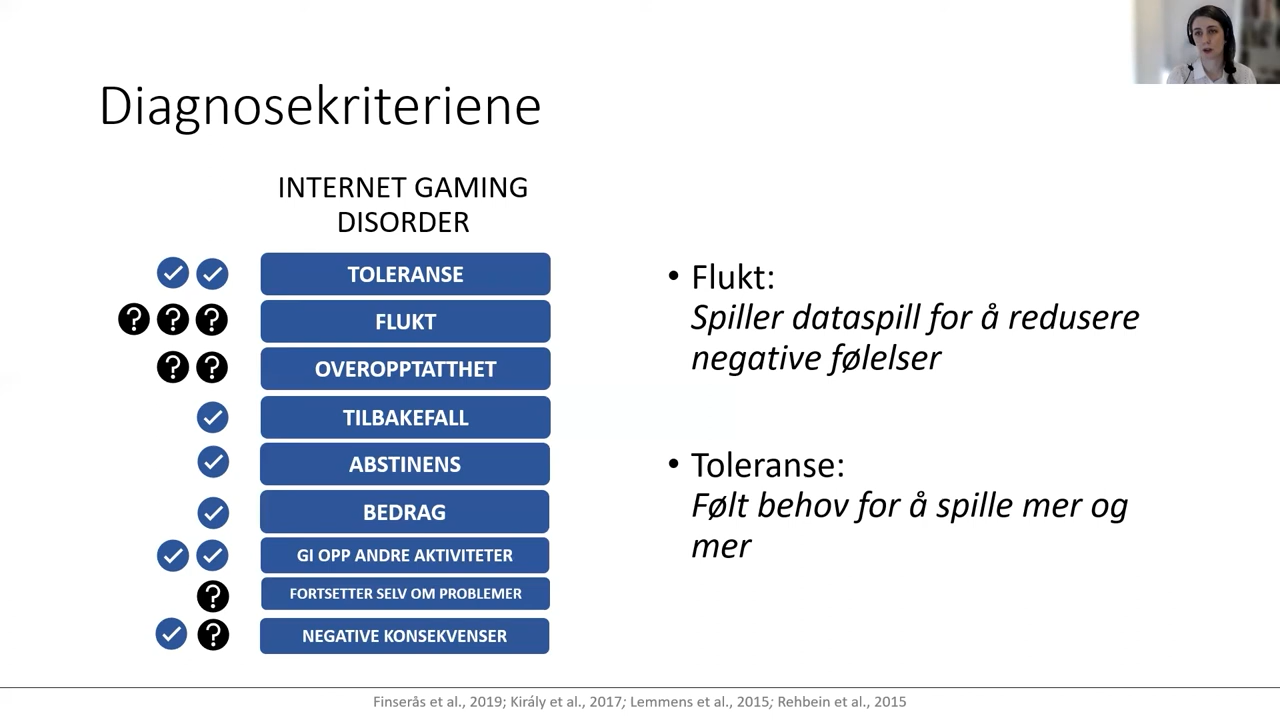 Diagnosekriteriene
INTERNET GAMING
DISORDER
TOLERANSE
? ? ? FLUKT
? ? OVEROPPTATTHET
TILBAKEFALL
ABSTINENS
BEDRAG
GI OPP ANDRE AKTIVITETER
? FORTSETTER SELV OM PROBLEMER
? NEGATIVE KONSEKVENSER
• Flukt:
Spiller dataspill for å redusere
negative følelser
• Toleranse:
Følt behov for å spille mer og
mer
Finserås et al., 2019; Király et al., 2017; Lemmens et al., 2015; Rehbein et al., 2015